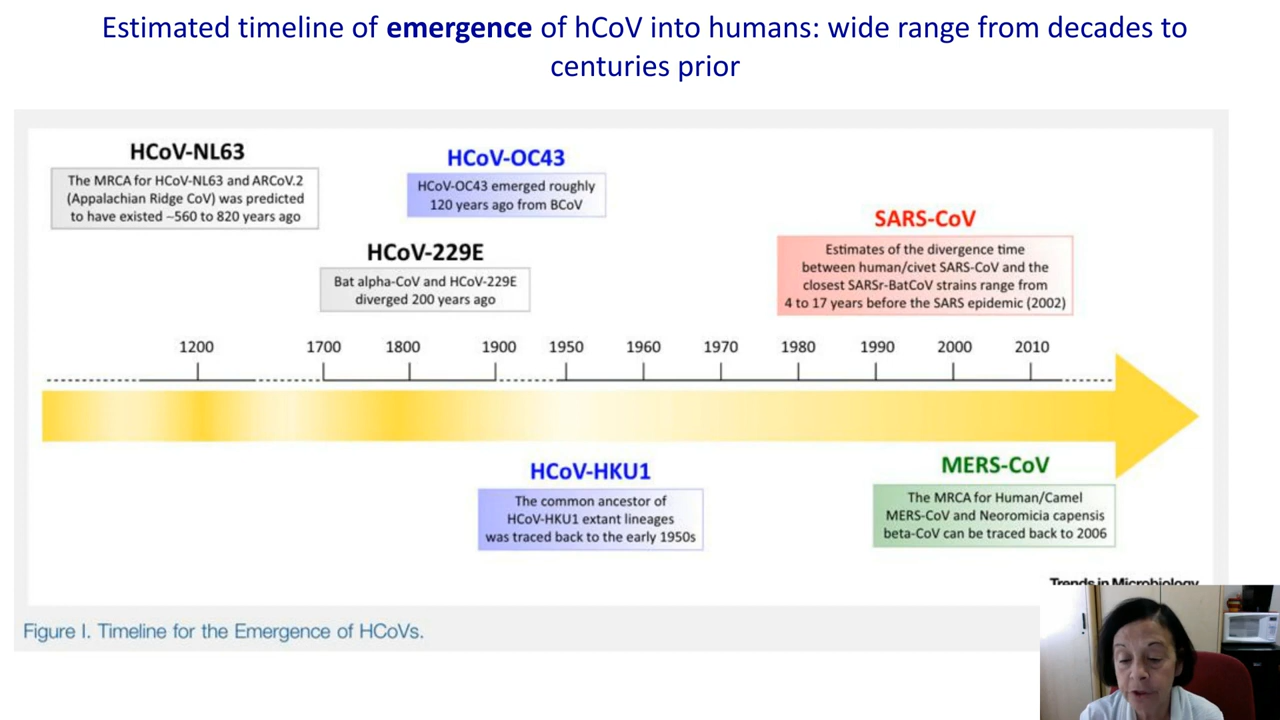 Estimated timeline of emergence of hCoV into humans: wide range from decades to
centuries prior
HCoV-NL63
The MRCA for HCoV-NL63 and ARCoV.2
(Appalachian Ridge CoV) was predicted
to have existed ~560 to 820 years ago
HCoV-OC43
HCoV-OC43 emerged roughly
120 years ago from BCoV
HCoV-229E
Bat alpha-CoV and HCoV-229E
diverged 200 years ago
SARS-CoV
Estimates of the divergence time
between human/civet SARS-CoV and the
closest SARSr-BatCoV strains range from
4 to 17 years before the SARS epidemic (2002)
1200 1700 1800 1900 1950 1960 1970 1980 1990 2000 2010
HCoV-HKU1
The common ancestor of
HCoV-HKU1 extant lineages
was traced back to the early 1950s
MERS-CoV
The MRCA for Human/Camel
MERS-CoV and Neoromicia capensis
beta-CoV can be traced back to 2006
Trends in Microbiology
Figure I. Timeline for the Emergence of HCoVs.